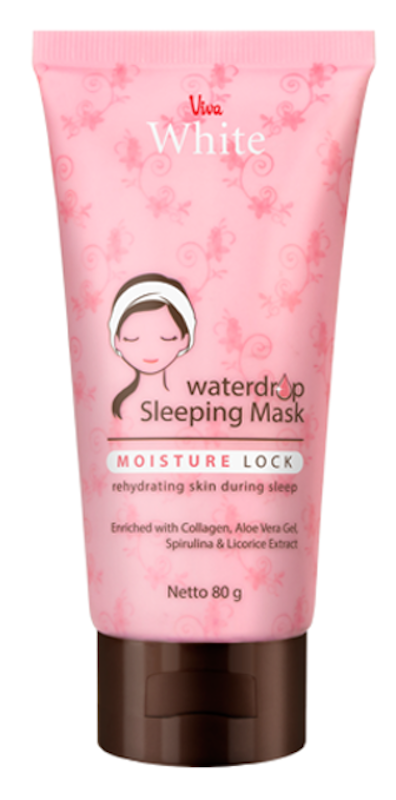 Viva
White
waterdrop
Sleeping Mask
MOISTURE LOCK
rehydrating skin during sleep
Enriched with Collagen, Aloe Vera Gel,
Spirulina & Licorice Extract
Netto 80 g